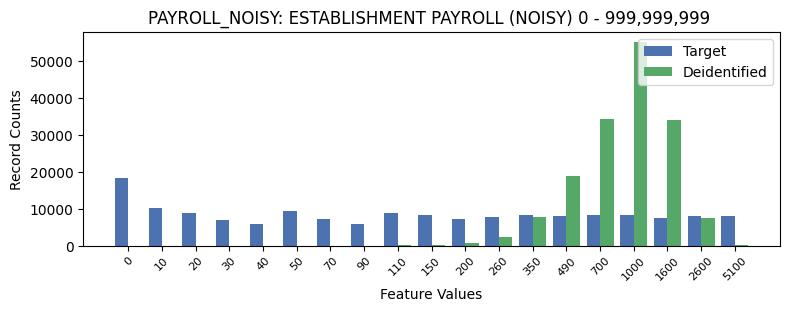 PAYROLL_NOISY: ESTABLISHMENT PAYROLL (NOISY) 0 - 999,999,999
Target
Deidentified
Record Counts
50000
40000
30000
20000
10000
0
0 10 20 30 40 50 70 90 110 150 200 260 350 490 700 1000 1600 2600 5100
Feature Values